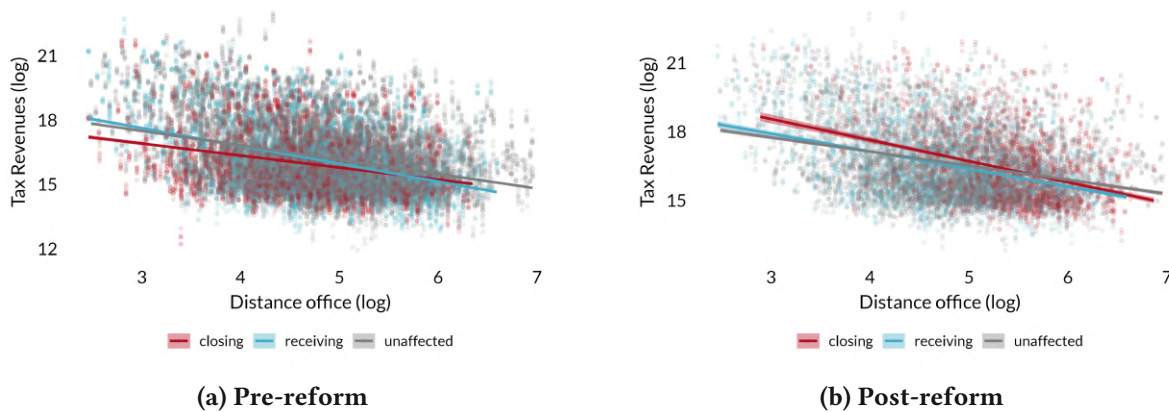 Tax Revenues (log)
21
18
15
12
3 4 5 6 7
Distance office (log)
closing receiving unaffected
(a) Pre-reform
Tax Revenues (log)
21
18
15
3 4 5 6 7
Distance office (log)
closing receiving unaffected
(b) Post-reform